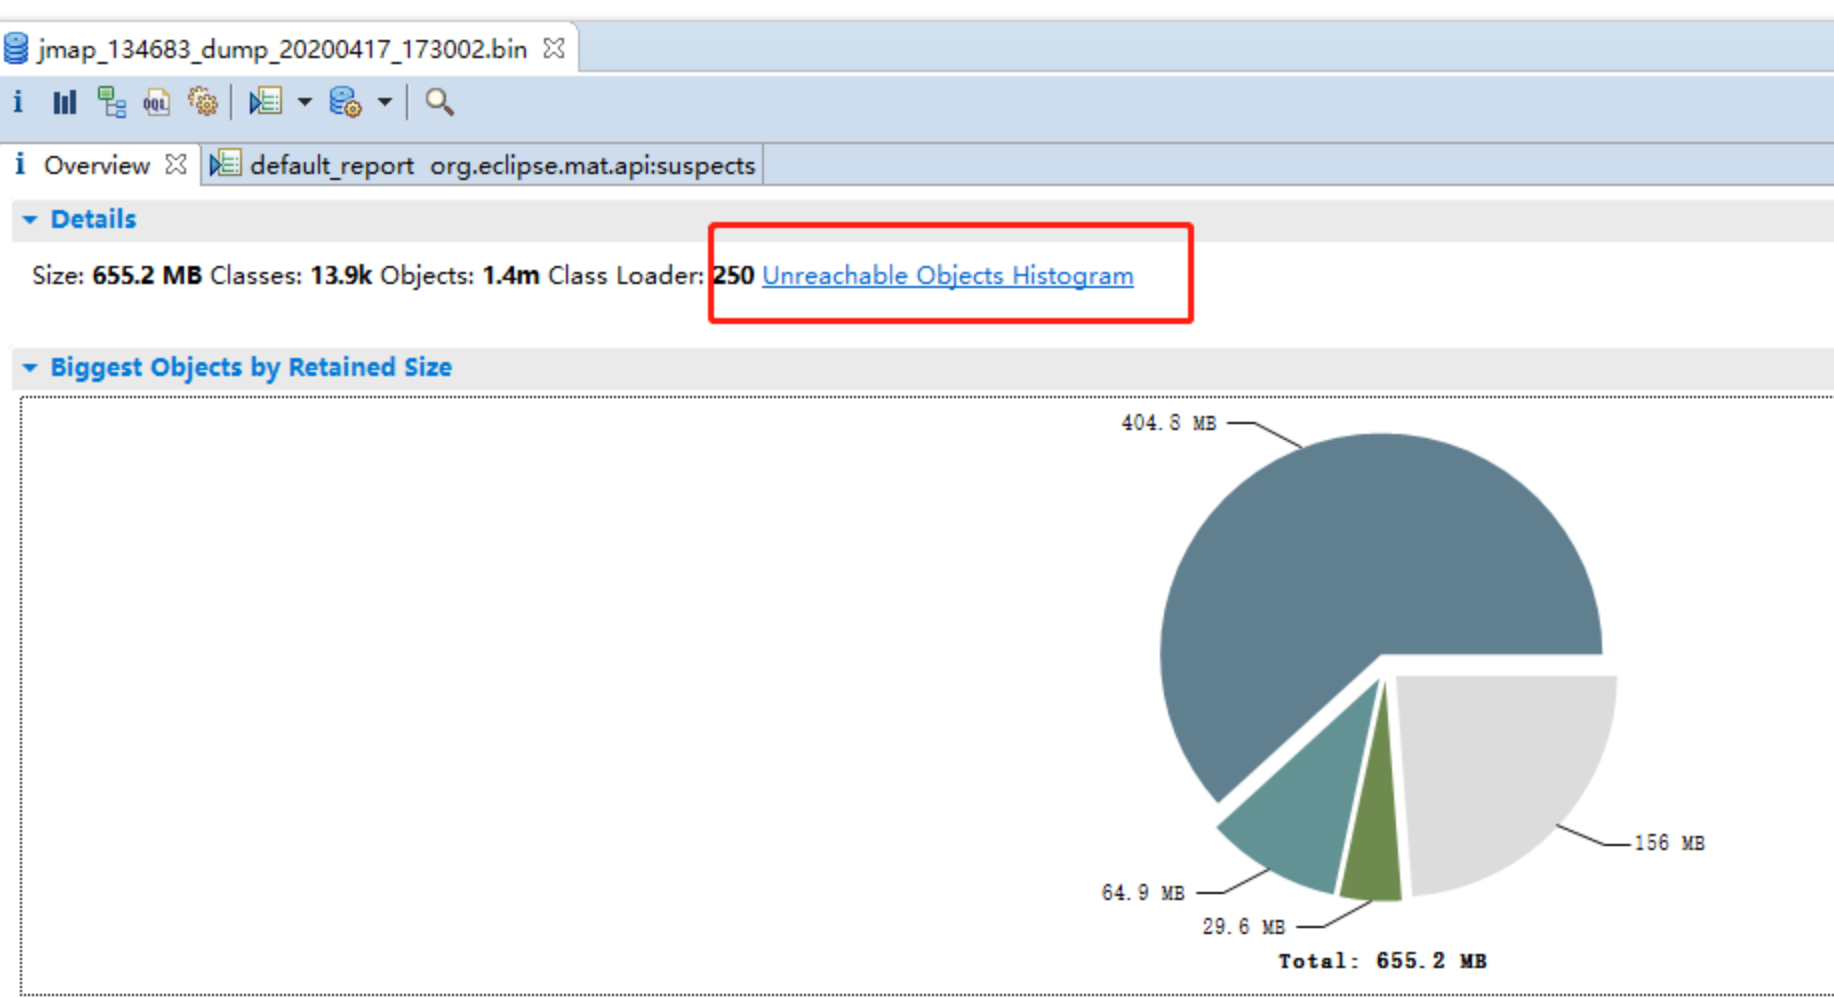 jmap_134683_dump_20200417_173002.bin
i OQL
i Overview default_report org.eclipse.mat.api:suspects
Details
Size: 655.2 MB Classes: 13.9k Objects: 1.4m Class Loader: 250 Unreachable Objects Histogram
Biggest Objects by Retained Size
404.8 MB
156 MB
64.9 MB
29.6 MB
Total: 655.2 MB